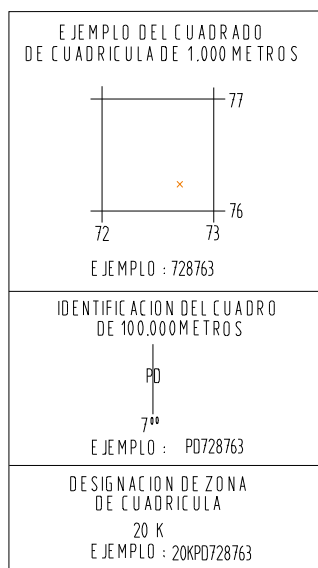 EJEMPLO DEL CUADRADO
DE CUADRICULA DE 1.000 METROS
77
76
72 73
EJEMPLO : 728763
IDENTIFICACION DEL CUADRO
DE 100.000 METROS
PD
7⁰⁰
EJEMPLO : PD728763
DESIGNACION DE ZONA
DE CUADRICULA
20 K
EJEMPLO : 20KPD728763